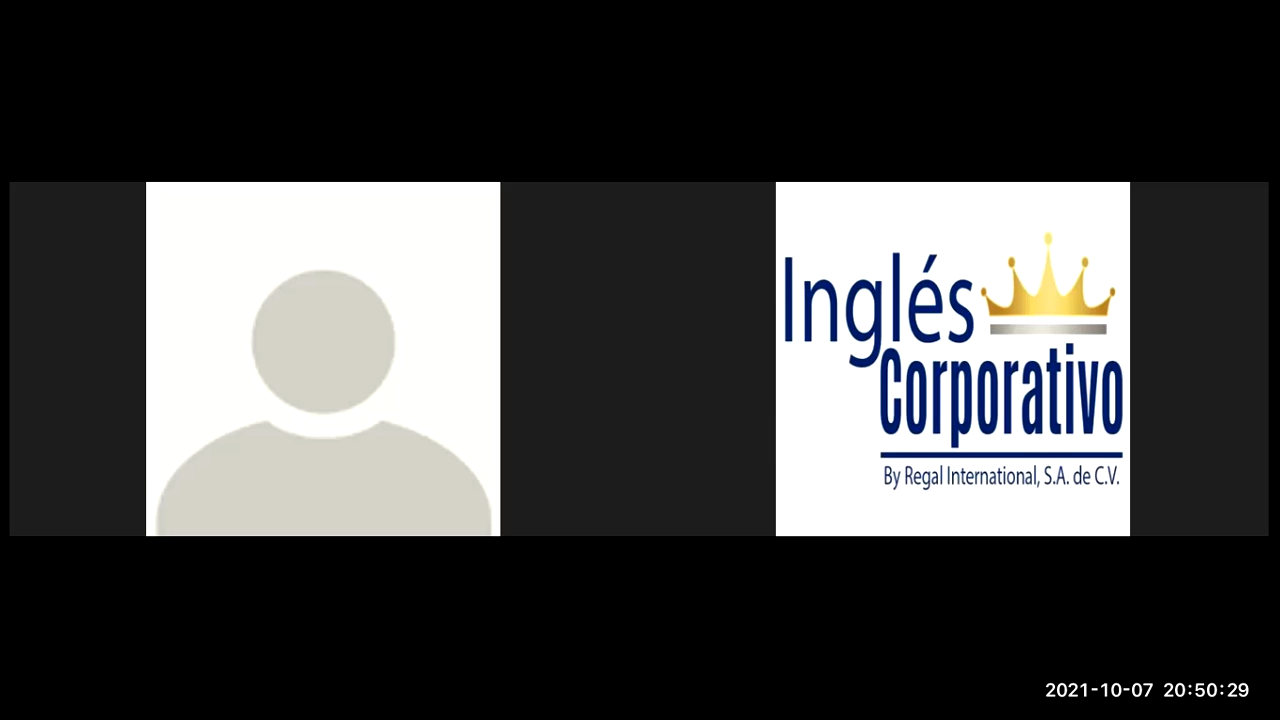 Inglés
Corporativo
By Regal International, S.A. de C.V.
2021-10-07 20:50:29